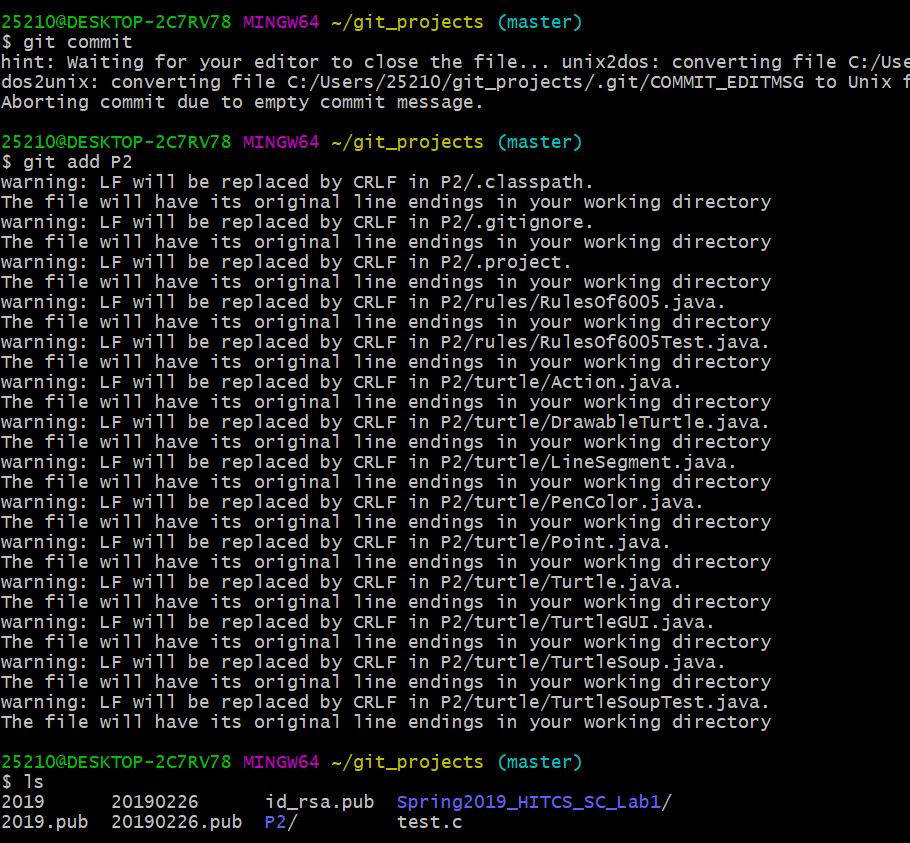 25210@DESKTOP-2C7RV78 MINGW64 ~/git_projects (master)
$ git commit
hint: Waiting for your editor to close the file... unix2dos: converting file C:/Use
dos2unix: converting file C:/Users/25210/git_projects/.git/COMMIT_EDITMSG to Unix f
Aborting commit due to empty commit message.
25210@DESKTOP-2C7RV78 MINGW64 ~/git_projects (master)
$ git add P2
warning: LF will be replaced by CRLF in P2/.classpath.
The file will have its original line endings in your working directory
warning: LF will be replaced by CRLF in P2/.gitignore.
The file will have its original line endings in your working directory
warning: LF will be replaced by CRLF in P2/.project.
The file will have its original line endings in your working directory
warning: LF will be replaced by CRLF in P2/rules/RulesOf6005.java.
The file will have its original line endings in your working directory
warning: LF will be replaced by CRLF in P2/rules/RulesOf6005Test.java.
The file will have its original line endings in your working directory
warning: LF will be replaced by CRLF in P2/turtle/Action.java.
The file will have its original line endings in your working directory
warning: LF will be replaced by CRLF in P2/turtle/DrawableTurtle.java.
The file will have its original line endings in your working directory
warning: LF will be replaced by CRLF in P2/turtle/LineSegment.java.
The file will have its original line endings in your working directory
warning: LF will be replaced by CRLF in P2/turtle/PenColor.java.
The file will have its original line endings in your working directory
warning: LF will be replaced by CRLF in P2/turtle/Point.java.
The file will have its original line endings in your working directory
warning: LF will be replaced by CRLF in P2/turtle/Turtle.java.
The file will have its original line endings in your working directory
warning: LF will be replaced by CRLF in P2/turtle/TurtleGUI.java.
The file will have its original line endings in your working directory
warning: LF will be replaced by CRLF in P2/turtle/TurtleSoup.java.
The file will have its original line endings in your working directory
warning: LF will be replaced by CRLF in P2/turtle/TurtleSoupTest.java.
The file will have its original line endings in your working directory
25210@DESKTOP-2C7RV78 MINGW64 ~/git_projects (master)
$ ls
2019 20190226 id_rsa.pub Spring2019_HITCS_SC_Lab1/
2019.pub 20190226.pub P2/ test.c